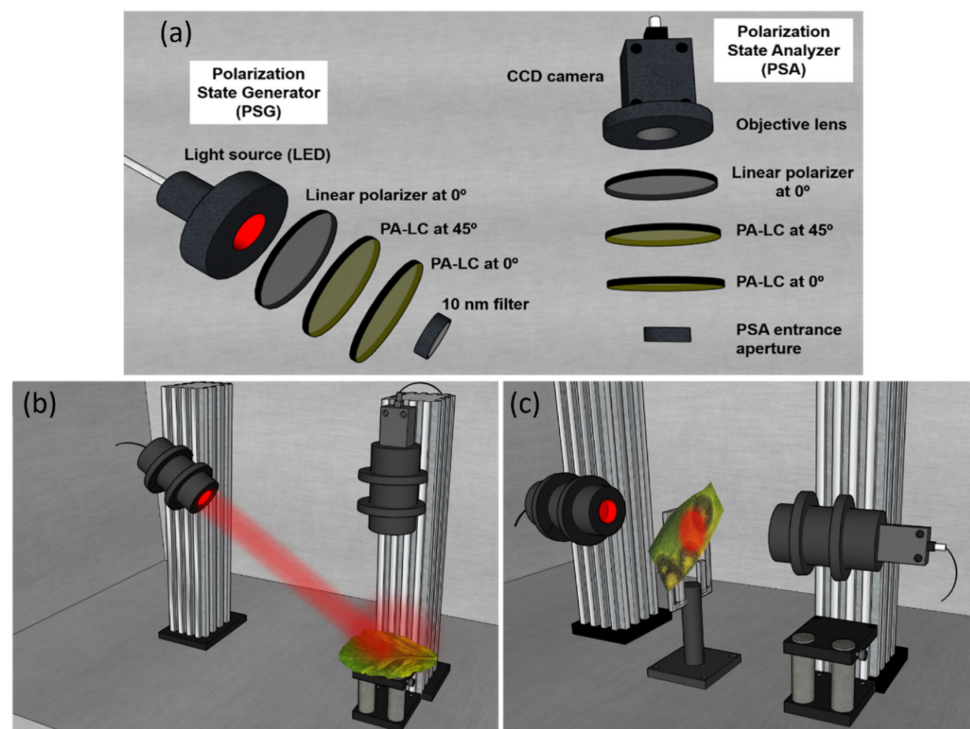 (a)
Polarization
State Generator
(PSG)
Light source (LED)
Linear polarizer at 0º
PA-LC at 45º
PA-LC at 0º
10 nm filter
Polarization
State Analyzer
(PSA)
CCD camera
Objective lens
Linear polarizer
at 0º
PA-LC at 45º
PA-LC at 0º
PSA entrance
aperture
(b)
(c)